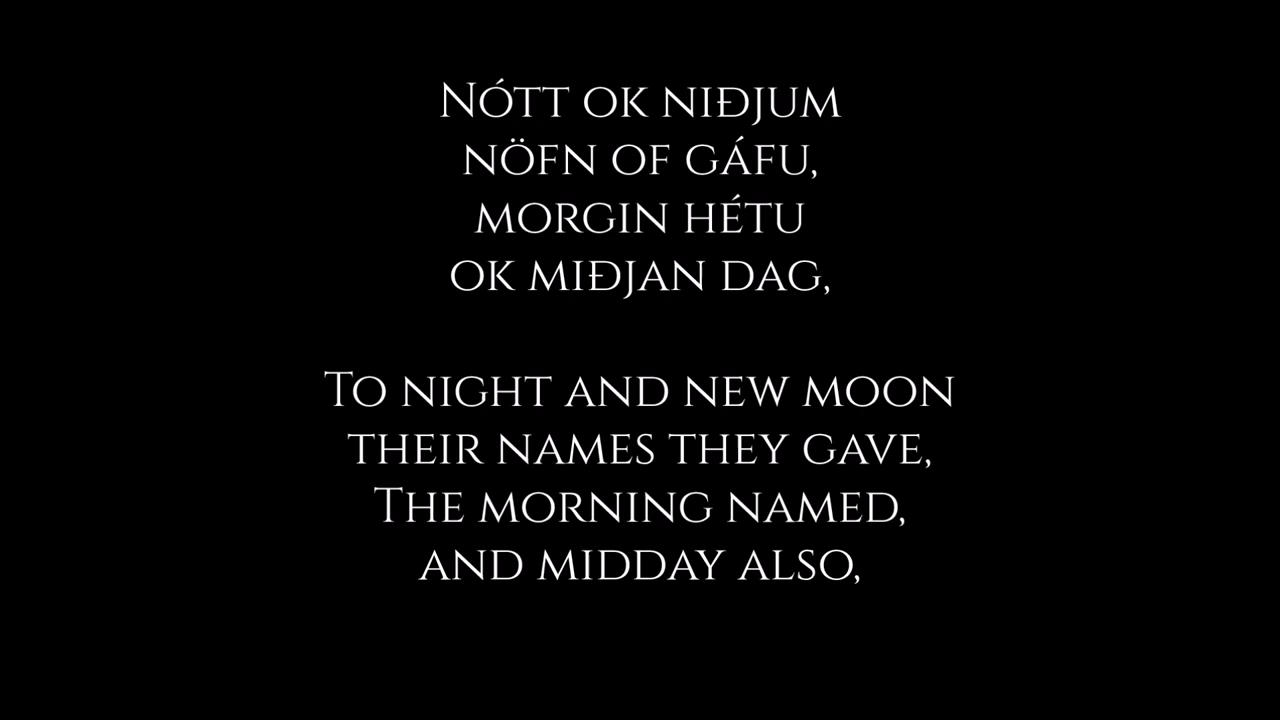 Nótt ok niðjum
nöfn of gáfu,
morgin hétu
ok miðjan dag,
To night and new moon
their names they gave,
The morning named,
and midday also,